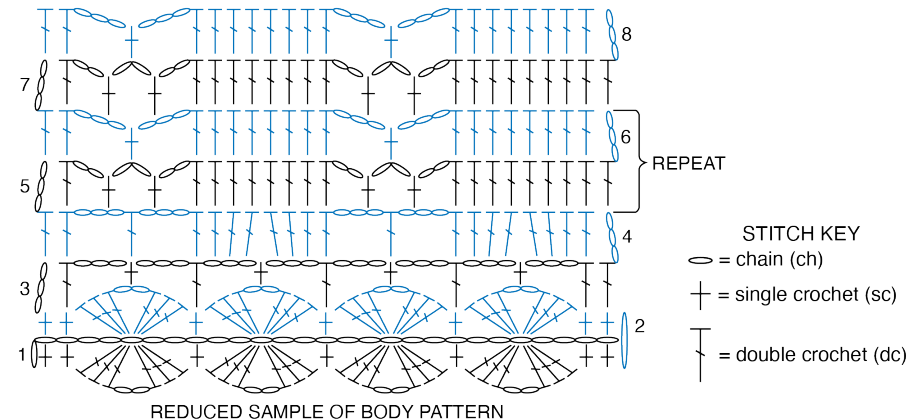 8
7
6
REPEAT
5
4
STITCH KEY
= chain (ch)
3
= single crochet (sc)
2
1
= double crochet (dc)
REDUCED SAMPLE OF BODY PATTERN